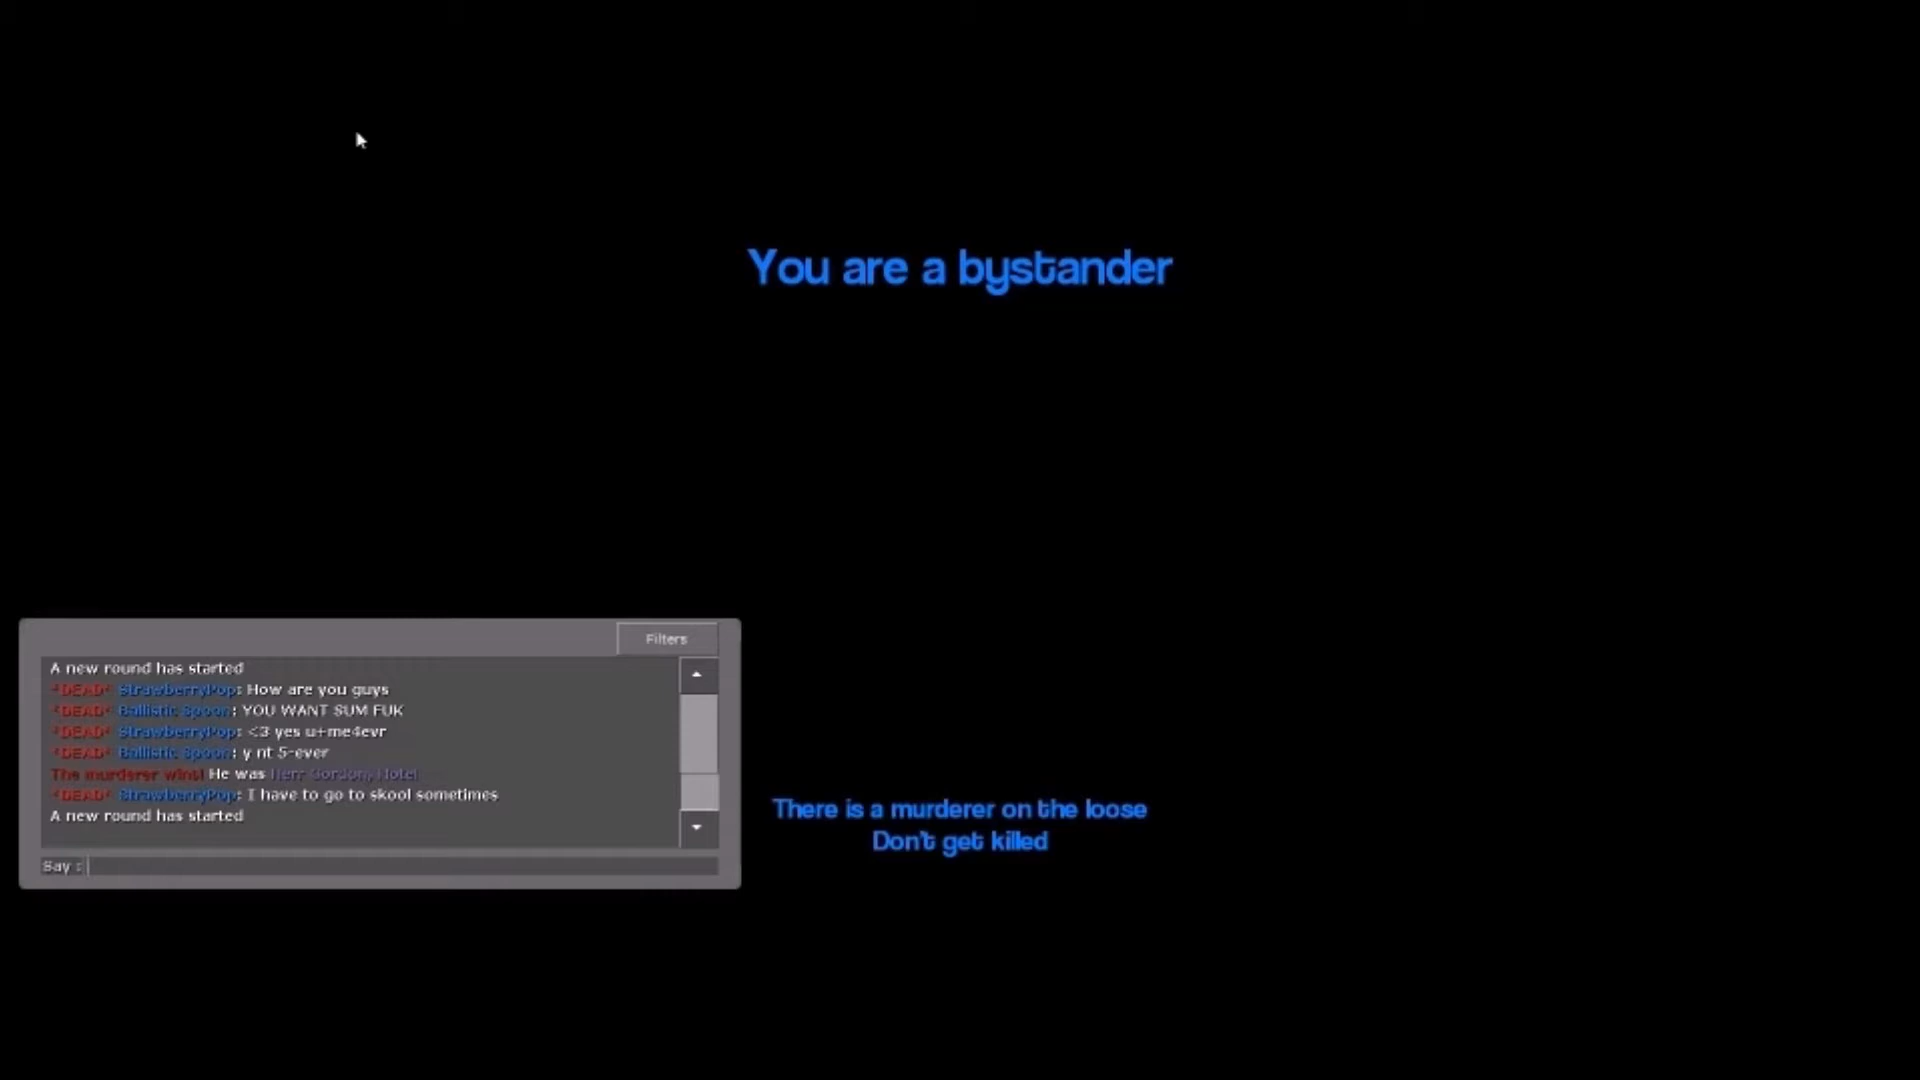 You are a bystander
Filters
A new round has started
*DEAD* StrawberryPop: How are you guys
*DEAD* Ballistic Spoon: YOU WANT SUM FUK
*DEAD* StrawberryPop: <3 yes u+me4evr
*DEAD* Ballistic Spoon: y nt 5-ever
The murderer wins! He was Herr Gordon, Hotel
*DEAD* StrawberryPop: I have to go to skool sometimes
A new round has started
Say :
There is a murderer on the loose
Don't get killed